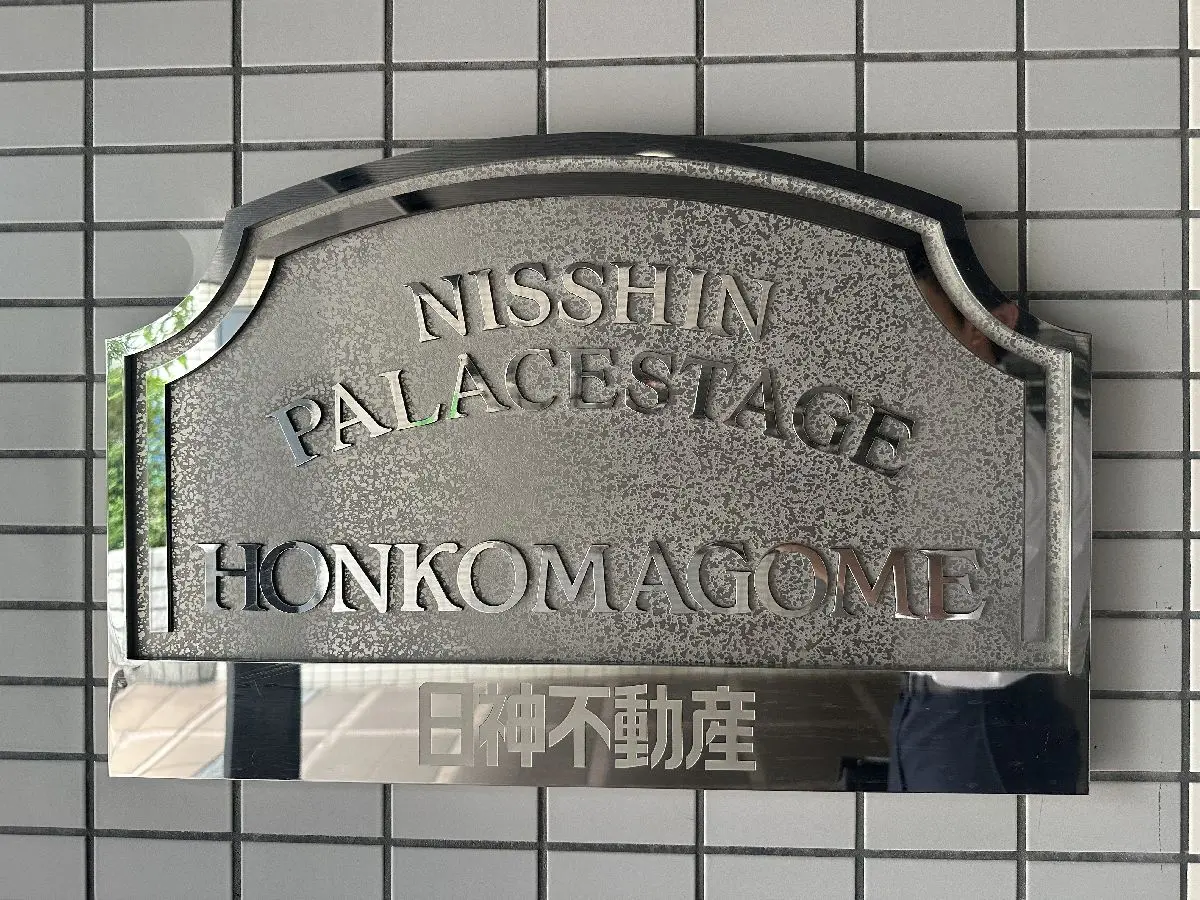 NISSHIN
PALACESTAGE
HONKOMAGOME
日神不動産